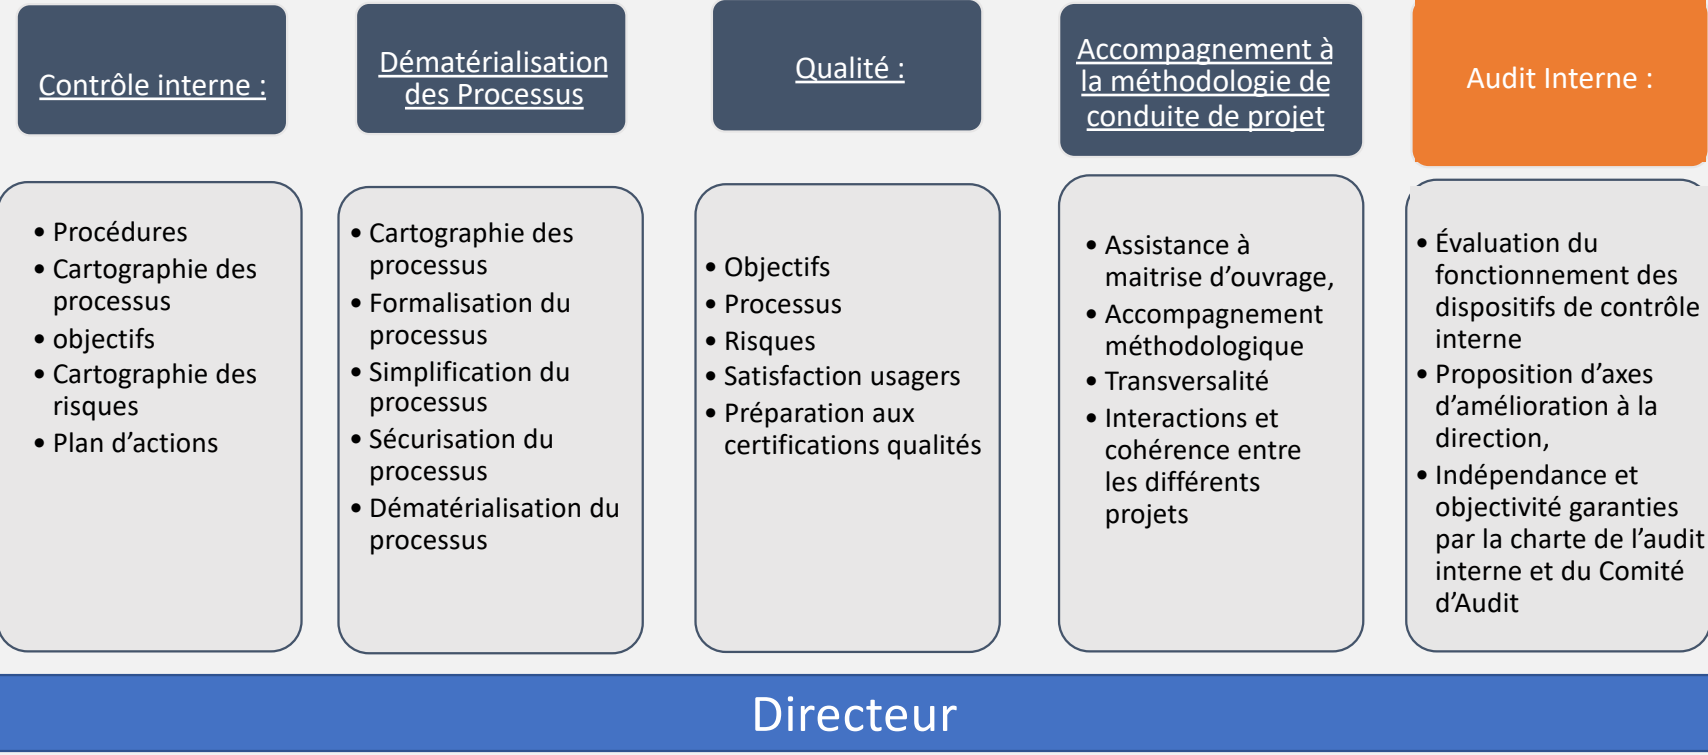 Contrôle interne :
• Procédures
• Cartographie des
processus
• objectifs
• Cartographie des
risques
• Plan d’actions
Dématérialisation
des Processus
• Cartographie des
processus
• Formalisation du
processus
• Simplification du
processus
• Sécurisation du
processus
• Dématérialisation du
processus
Qualité :
• Objectifs
• Processus
• Risques
• Satisfaction usagers
• Préparation aux
certifications qualités
Accompagnement à
la méthodologie de
conduite de projet
• Assistance à
maitrise d’ouvrage,
• Accompagnement
méthodologique
• Transversalité
• Interactions et
cohérence entre
les différents
projets
Audit Interne :
• Évaluation du
fonctionnement des
dispositifs de contrôle
interne
• Proposition d’axes
d’amélioration à la
direction,
• Indépendance et
objectivité garanties
par la charte de l’audit
interne et du Comité
d’Audit
Directeur